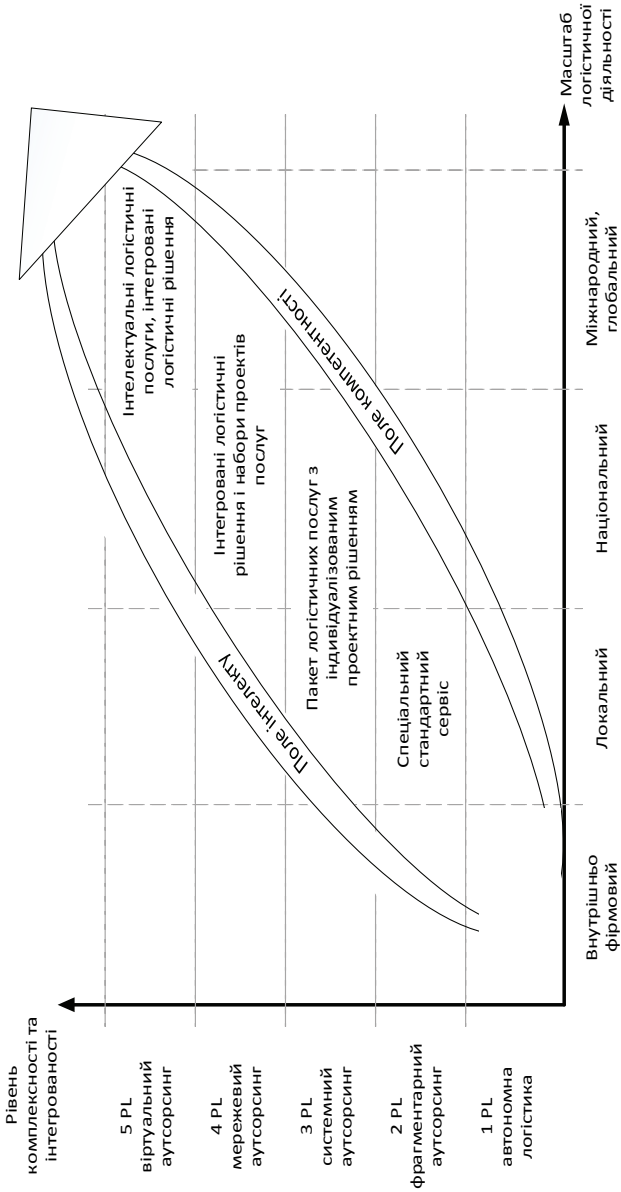 Рівень
комплексності та
інтегрованості
5 PL
віртуальний
аутсорсинг
4 PL
мережевий
аутсорсинг
3 PL
системний
аутсорсинг
2 PL
фрагментарний
аутсорсинг
1 PL
автономна
логістика
Інтелектуальні логістичні
послуги, інтегровані
логістичні рішення
Інтегровані логістичні
рішення і набори проектів
послуг
Пакет логістичних послуг з
індивідуалізованим
проектним рішенням
Спеціальний
стандартний
сервіс
Поле інтелекту
Поле компетентності
Внутрішньо
фірмовий
Локальний
Національний
Міжнародний,
глобальний
Масштаб
логістичної
діяльності